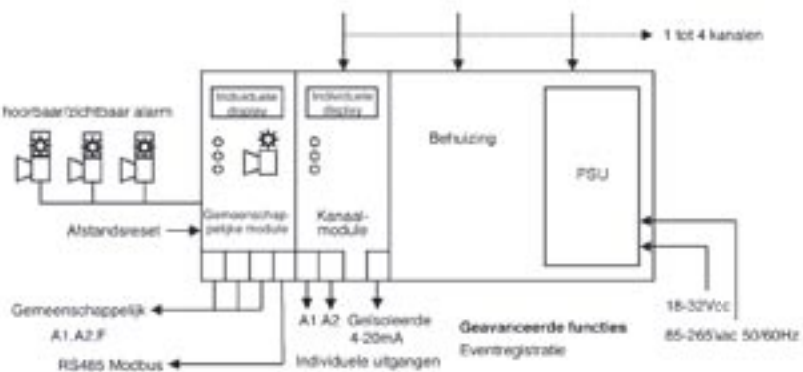 1 tot 4 kanalen
Individuele
display
Individuele
display
hoorbaar/zichtbaar alarm
Behuizing
PSU
Gemeenschap-
pelijke module
Kanaal-
module
Afstandsreset
18-32Vcc
Gemeenschappelijk
A1 A2 Geïsoleerde
4-20mA
Geavanceerde functies
85-265Vac 50/60Hz
A1.A2.F
Eventregistratie
RS485 Modbus
Individuele uitgangen